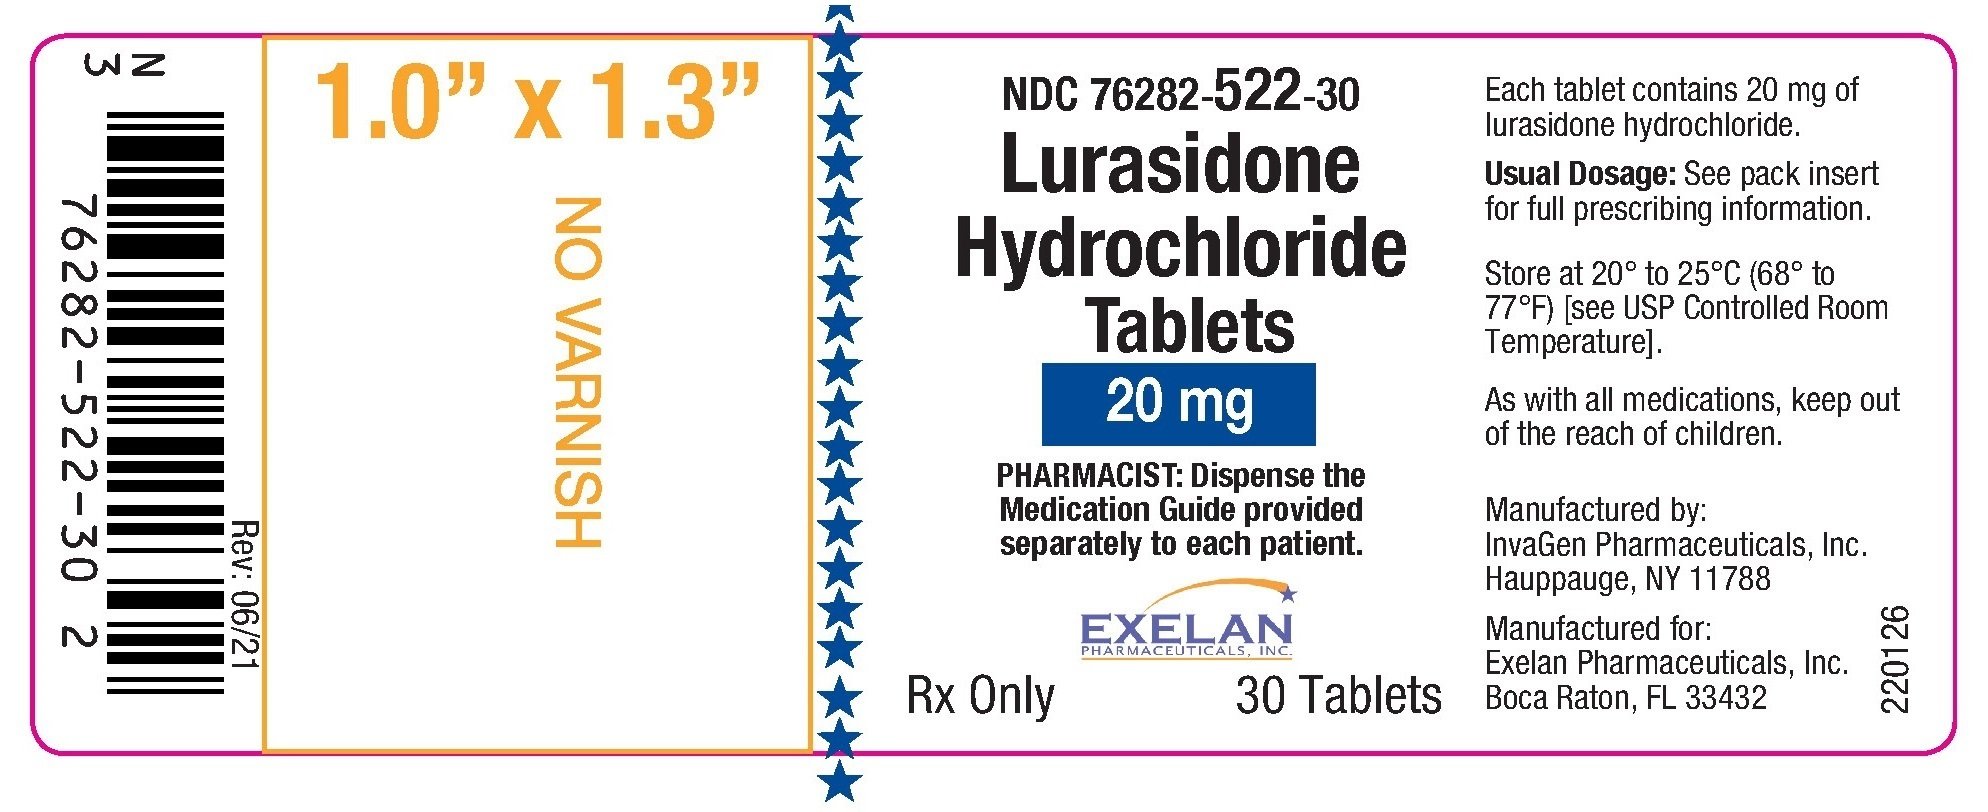 N
3
76282-522-30 2
Rev: 06/21
1.0” x 1.3”
NO VARNISH
NDC 76282-522-30
Lurasidone
Hydrochloride
Tablets
20 mg
PHARMACIST: Dispense the
Medication Guide provided
separately to each patient.
EXELAN
PHARMACEUTICALS, INC.
Rx Only
30 Tablets
Each tablet contains 20 mg of
lurasidone hydrochloride.
Usual Dosage: See pack insert
for full prescribing information.
Store at 20° to 25°C (68° to
77°F) [see USP Controlled Room
Temperature].
As with all medications, keep out
of the reach of children.
Manufactured by:
InvaGen Pharmaceuticals, Inc.
Hauppauge, NY 11788
Manufactured for:
Exelan Pharmaceuticals, Inc.
Boca Raton, FL 33432
220126